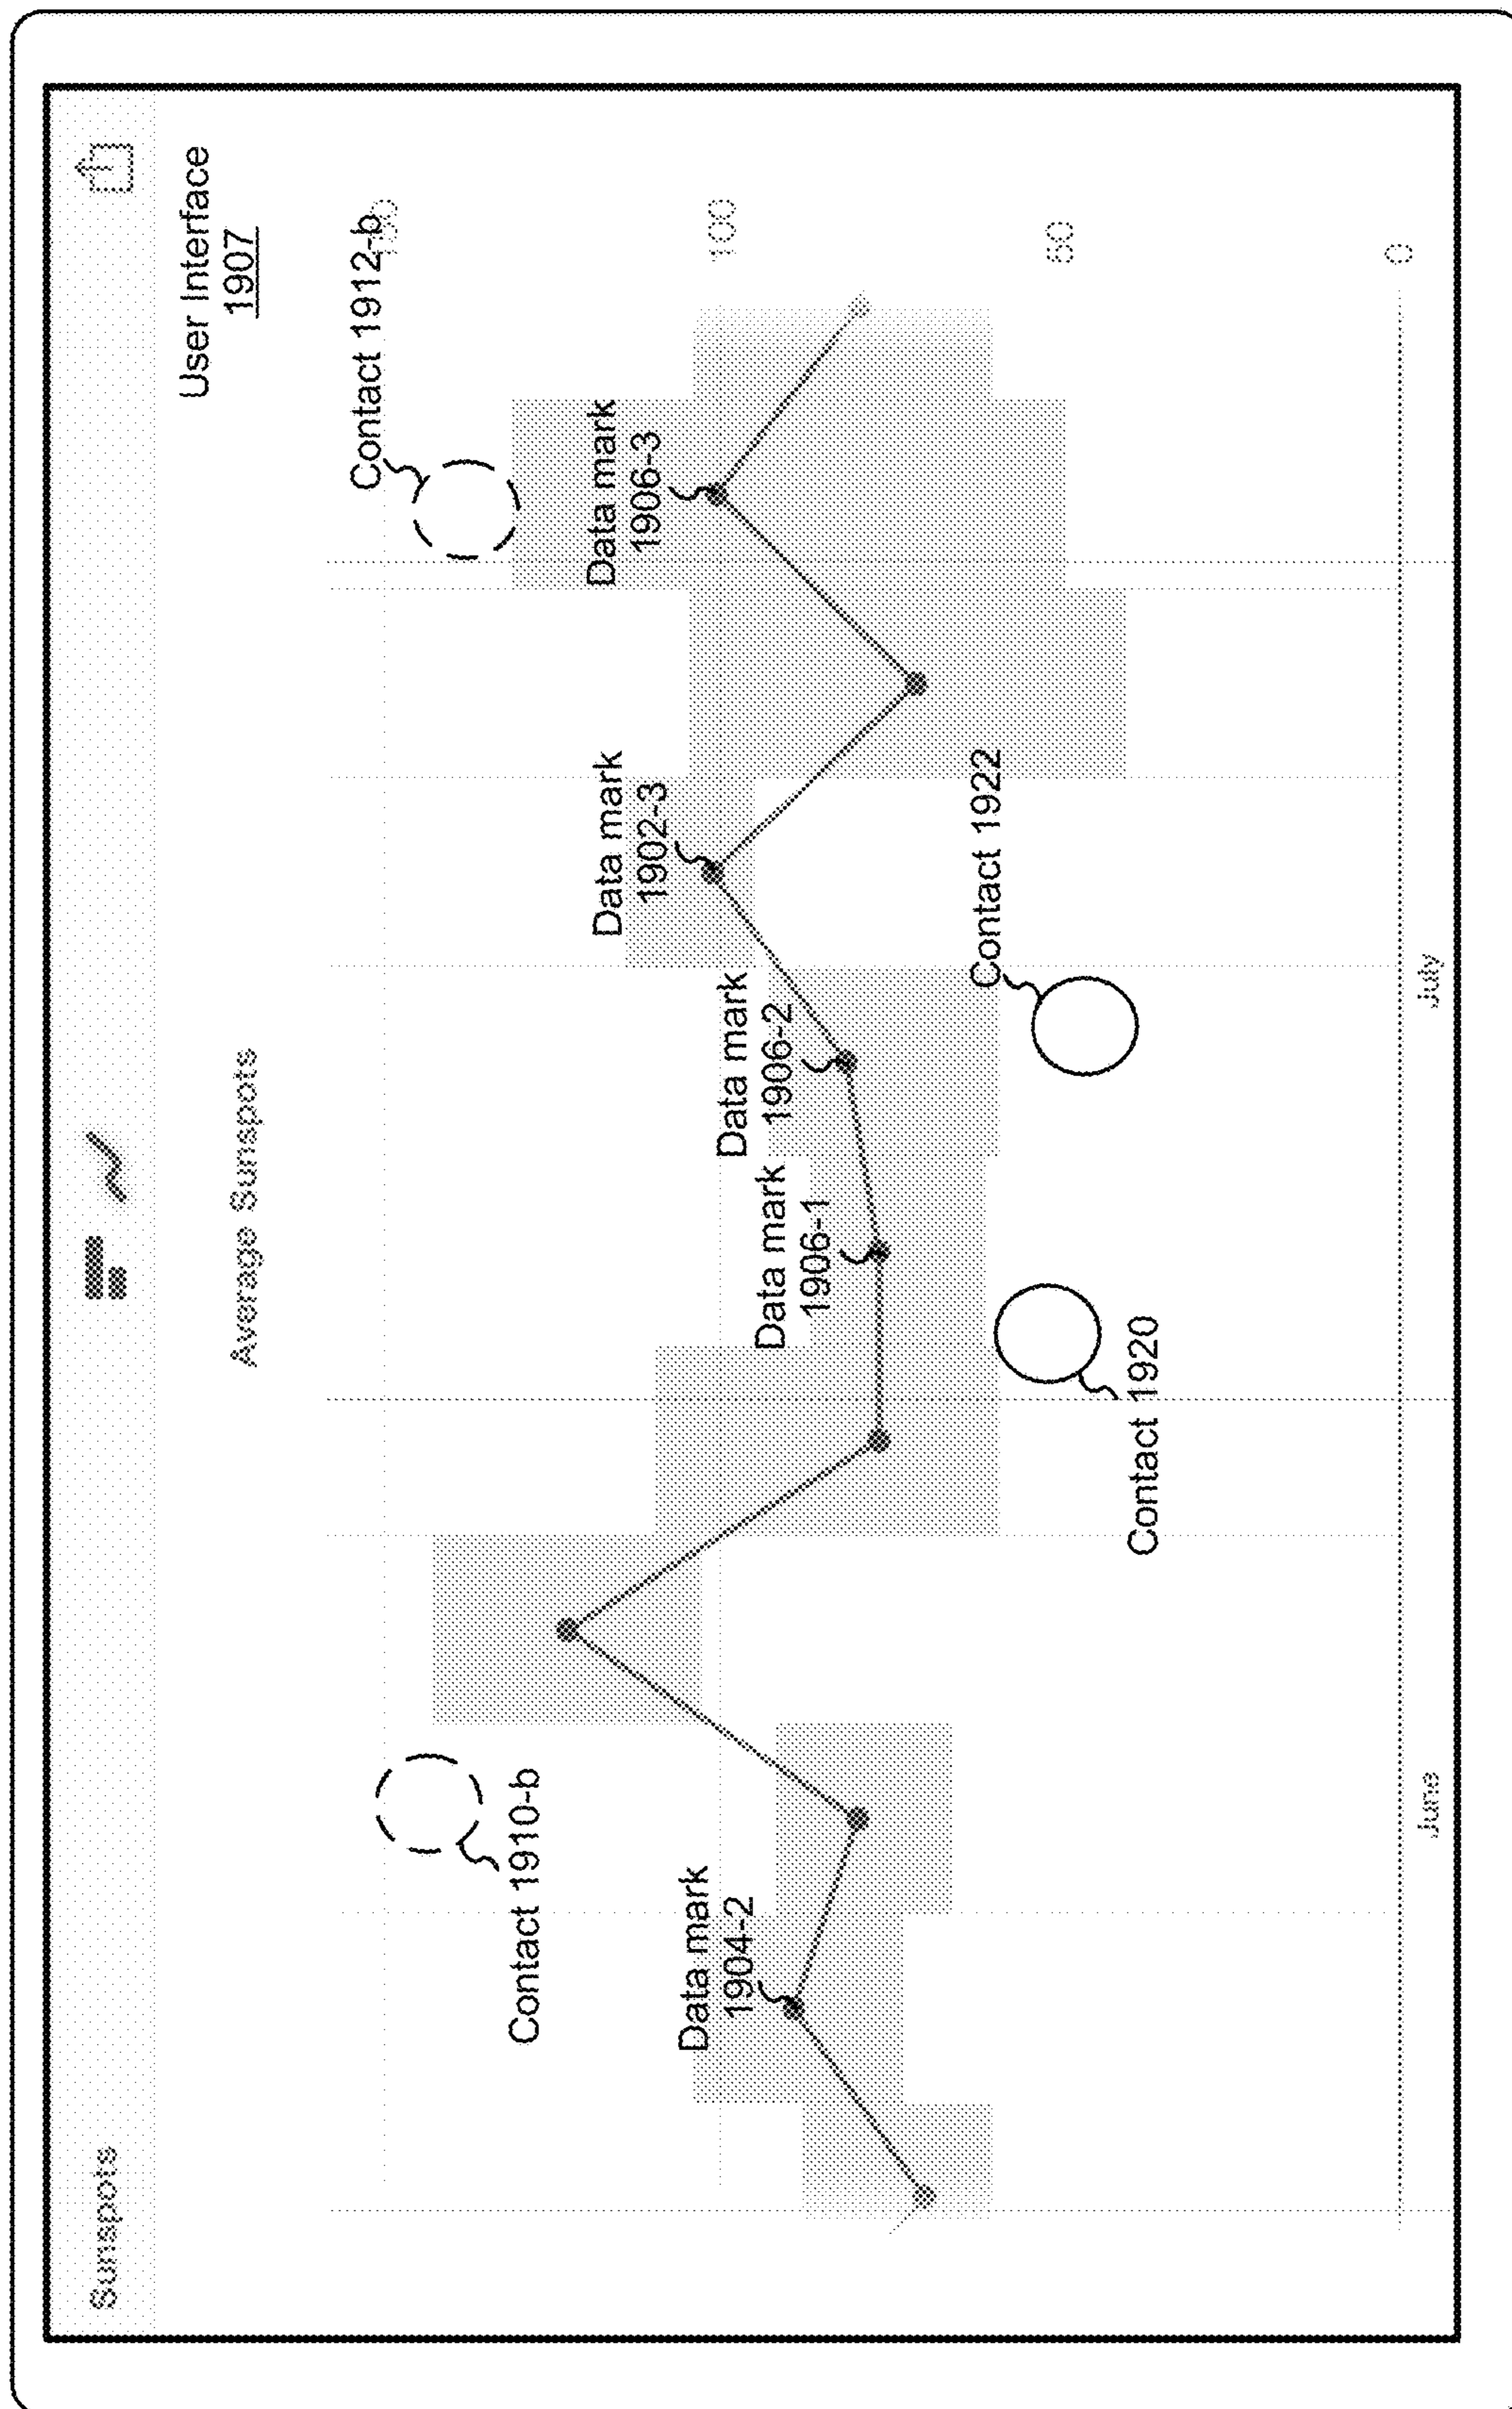 Sunspots
User Interface
1907
Average Sunspots
Contact 1912-b
Contact 1910-b
Data mark
1906-3
Data mark
1902-3
Data mark
1904-2
100
Data mark
1906-2
Data mark
1906-1
Contact 1922
50
Contact 1920
0
June
July